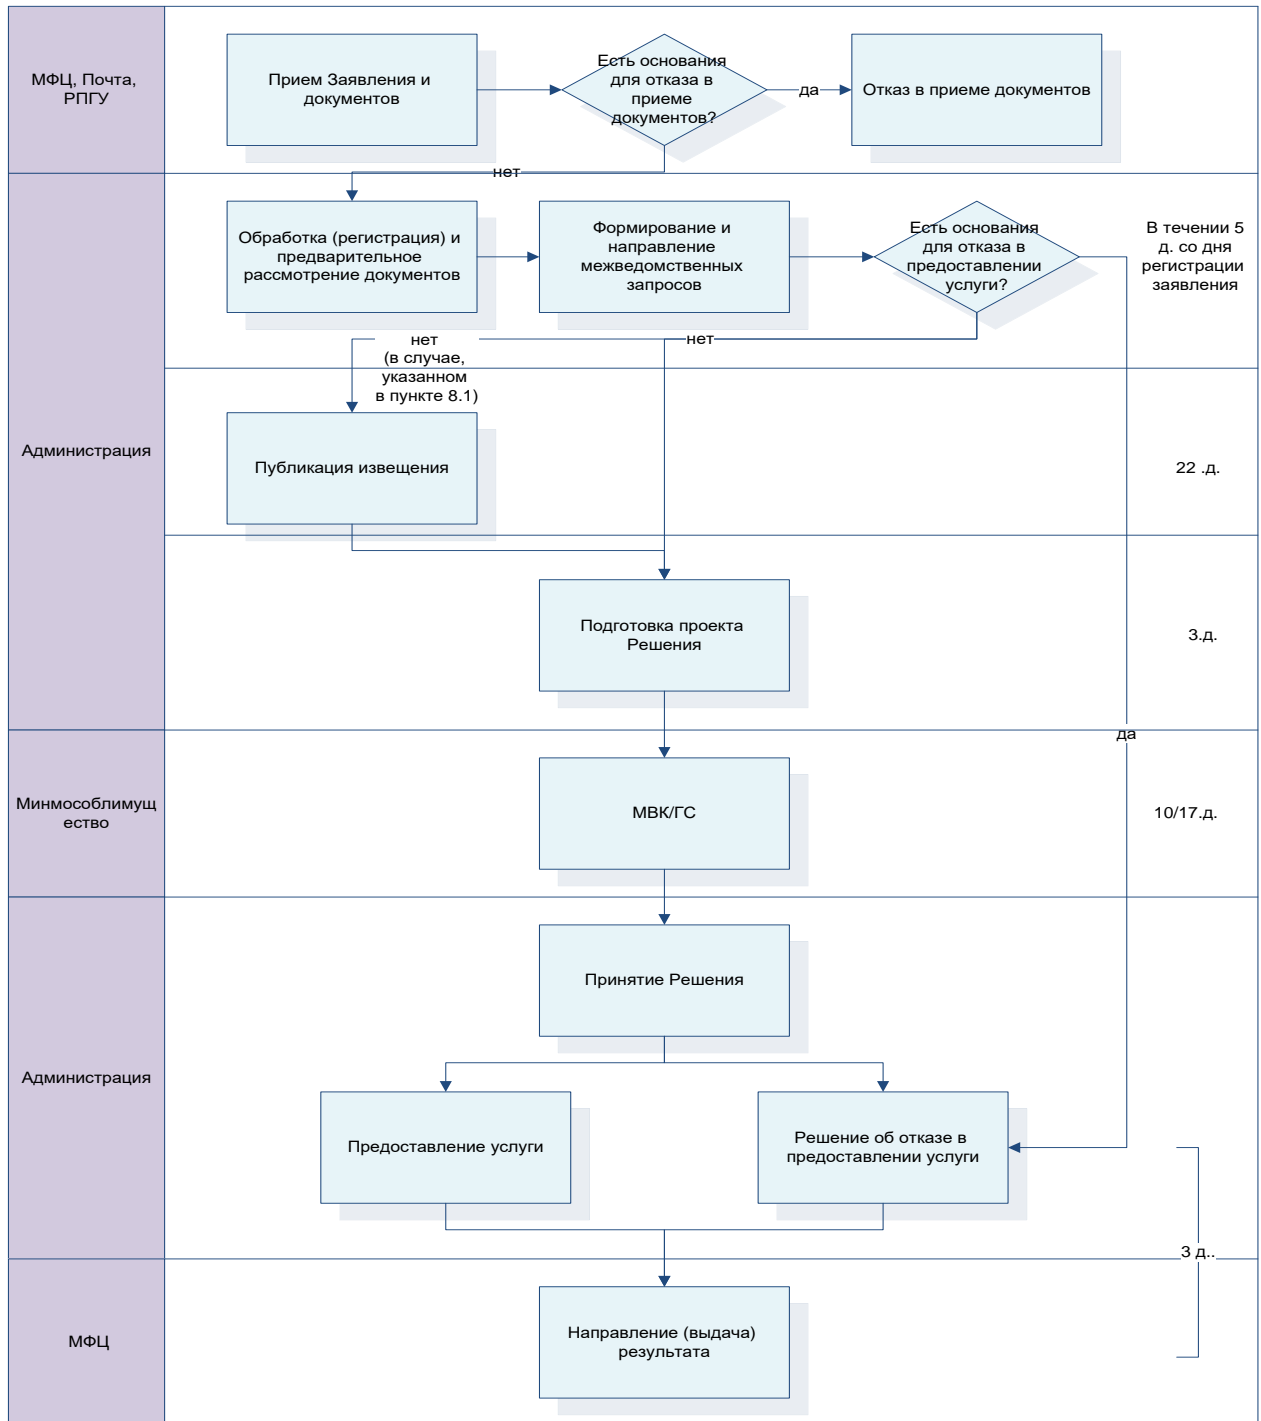 МФЦ, Почта,
РПГУ
Прием Заявления и
документов
Есть основания
для отказа в
приеме
документов?
да
Отказ в приеме документов
нет
Администрация
Обработка (регистрация) и
предварительное
рассмотрение документов
Формирование и
направление
межведомственных
запросов
Есть основания
для отказа в
предоставлении
услуги?
В течении 5
д. со дня
регистрации
заявления
нет
(в случае,
указанном
в пункте 8.1)
нет
Публикация извещения
22 .д.
Подготовка проекта
Решения
3.д.
да
Минмособлимущ
ество
МВК/ГС
10/17.д.
Администрация
Принятие Решения
Предоставление услуги
Решение об отказе в
предоставлении услуги
3 д..
МФЦ
Направление (выдача)
результата